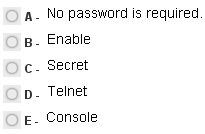 A - No password is required.
B - Enable
C - Secret
D - Telnet
E - Console